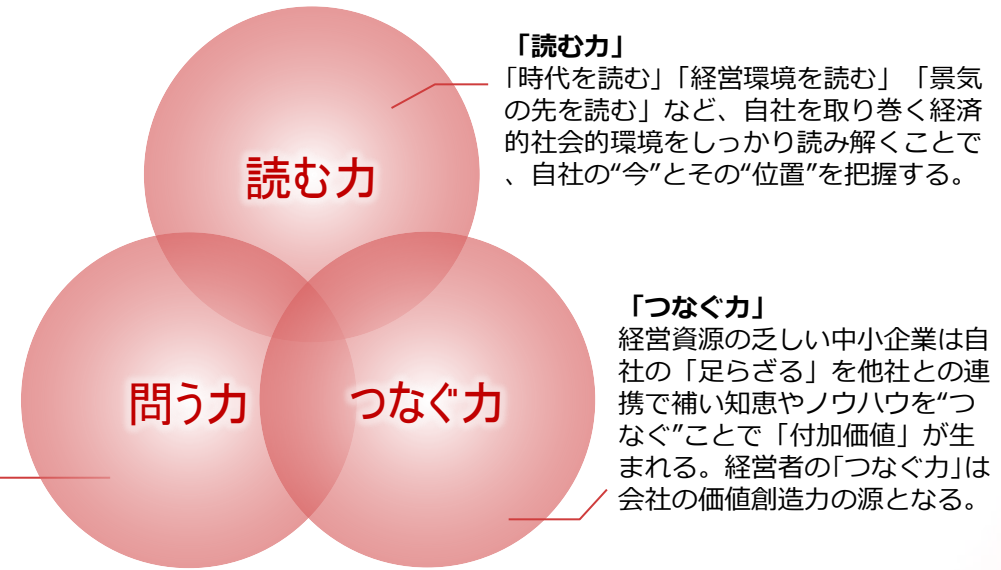 「読む力」
「時代を読む」「経営環境を読む」「景気
の先を読む」など、自社を取り巻く経済
的社会的環境をしっかり読み解くことで
、自社の“今”とその“位置”を把握する。
読む力
「つなぐ力」
経営資源の乏しい中小企業は自
社の「足らざる」を他社との連
携で補い知恵やノウハウを“つ
なぐ”ことで「付加価値」が生
まれる。経営者の「つなぐ力」は
会社の価値創造力の源となる。
問う力
つなぐ力